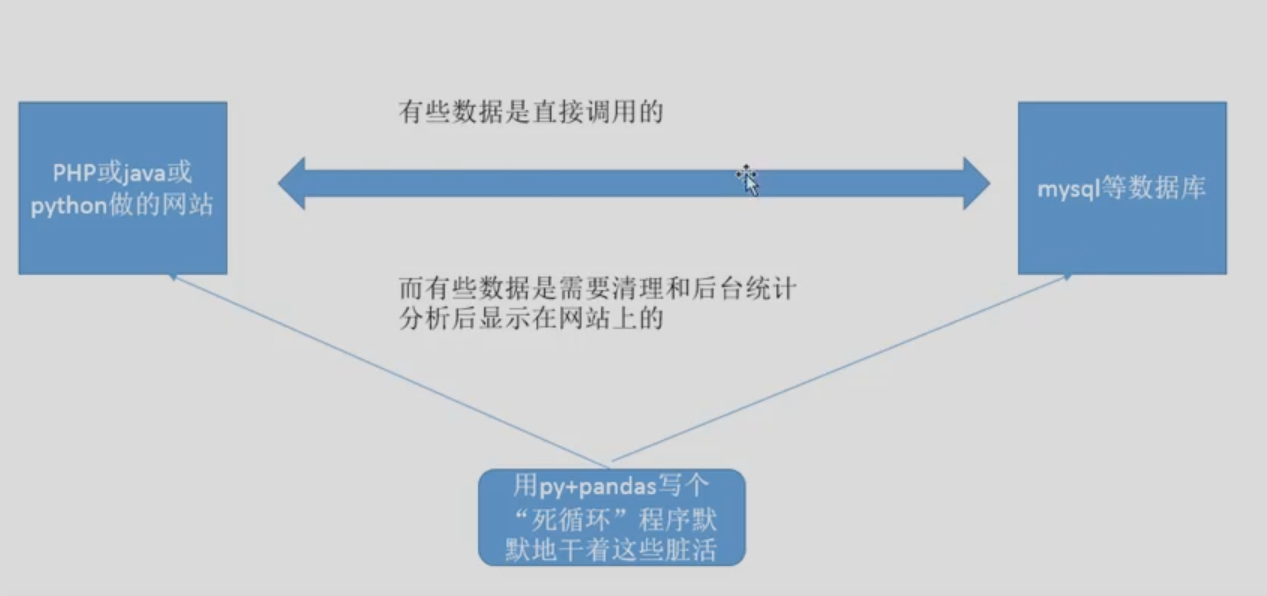 有些数据是直接调用的
PHP或java或
python做的网站
mysql等数据库
而有些数据是需要清理和后台统计
分析后显示在网站上的
用py+pandas写个
“死循环”程序默
默地干着这些脏活